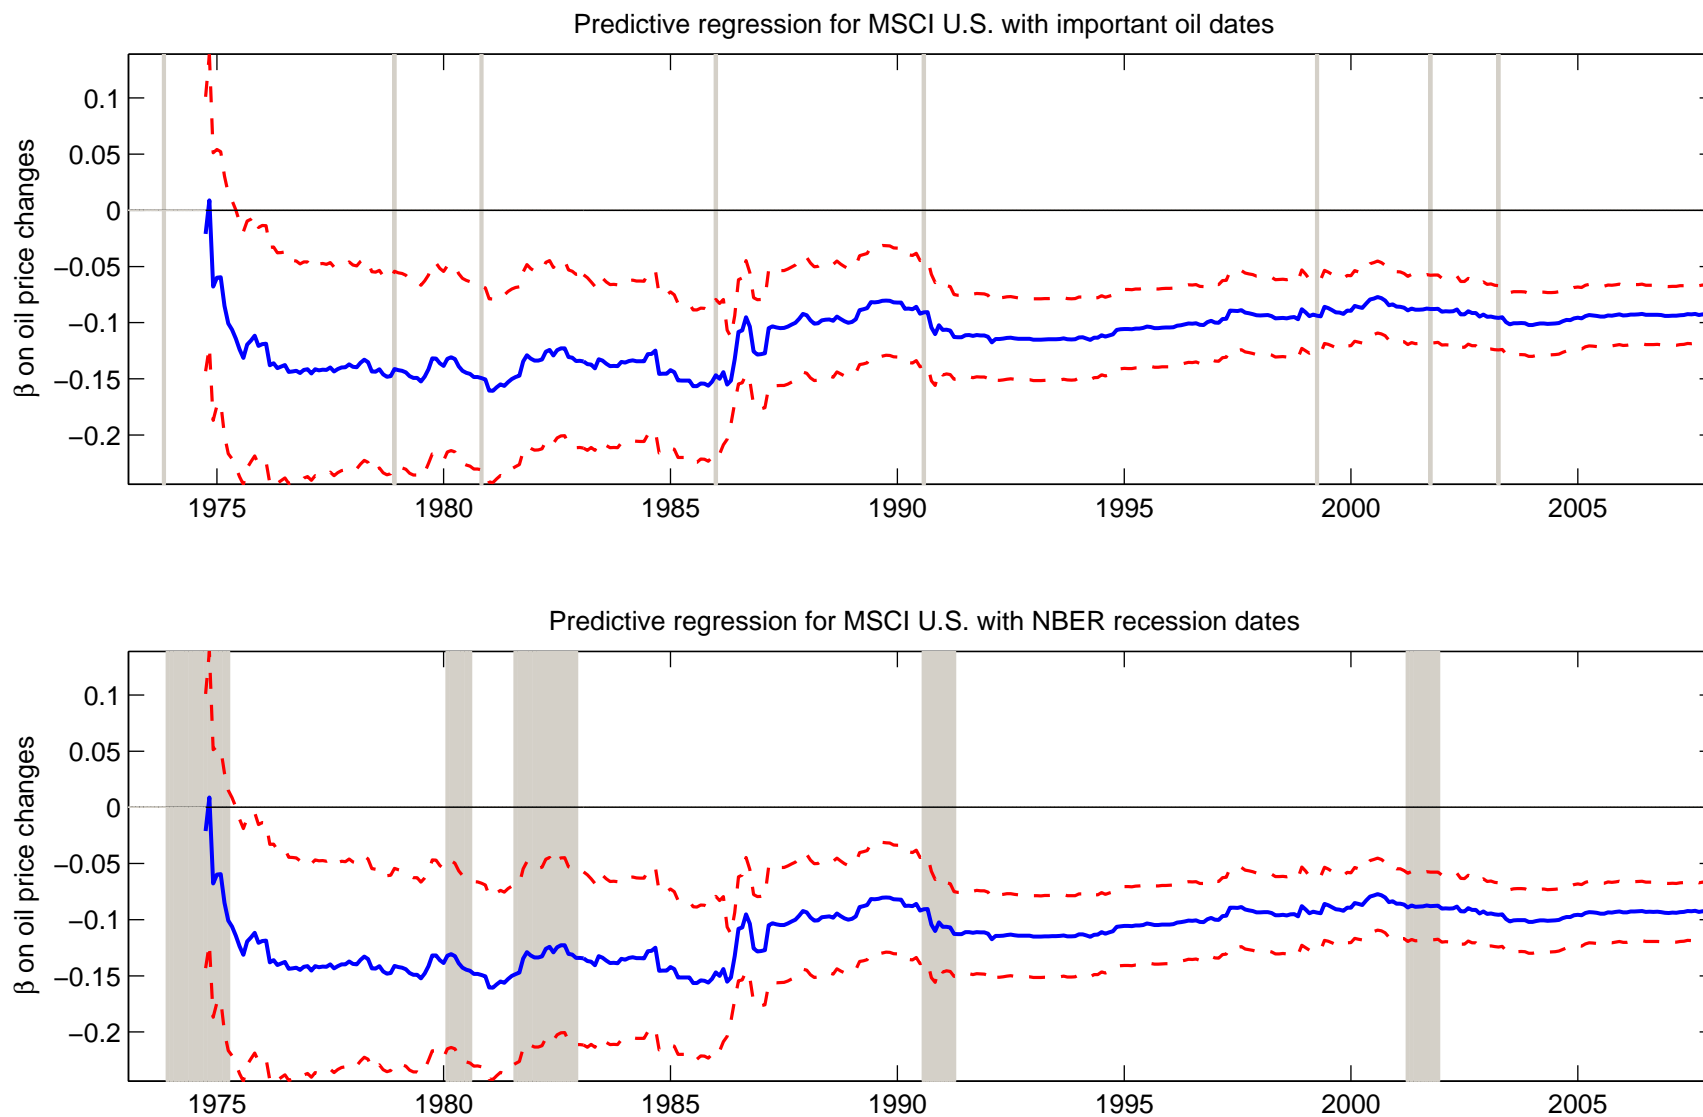 Predictive regression for MSCI U.S. with important oil dates
β on oil price changes
0.1
0.05
0
−0.05
−0.1
−0.15
−0.2
1975 1980 1985 1990 1995 2000 2005
Predictive regression for MSCI U.S. with NBER recession dates
β on oil price changes
0.1
0.05
0
−0.05
−0.1
−0.15
−0.2
1975 1980 1985 1990 1995 2000 2005